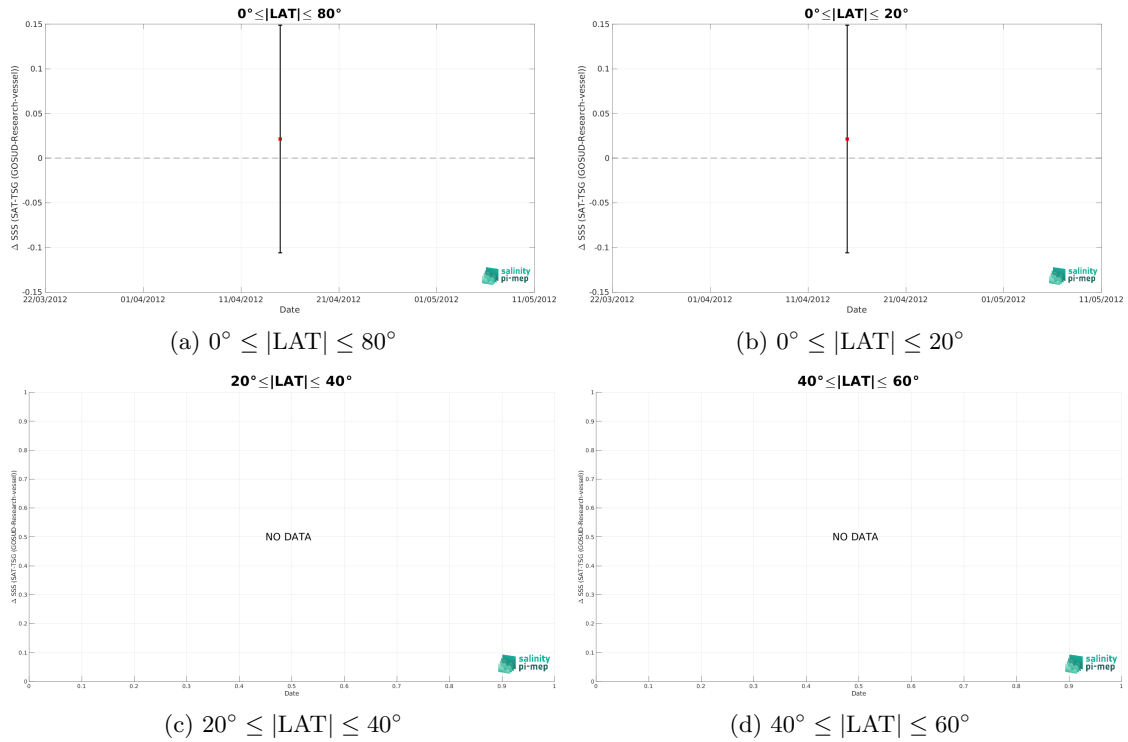 0°≤|LAT|≤ 80°
Δ SSS (SAT-TSG (GOSUD-Research-vessel))
0.15
0.1
0.05
0
-0.05
-0.1
-0.15
22/03/2012 01/04/2012 11/04/2012 21/04/2012 01/05/2012 11/05/2012
Date
salinity
pi-mep
(a) 0° ≤ |LAT| ≤ 80°
0°≤|LAT|≤ 20°
Δ SSS (SAT-TSG (GOSUD-Research-vessel))
0.15
0.1
0.05
0
-0.05
-0.1
-0.15
22/03/2012 01/04/2012 11/04/2012 21/04/2012 01/05/2012 11/05/2012
Date
salinity
pi-mep
(b) 0° ≤ |LAT| ≤ 20°
20°≤|LAT|≤ 40°
Δ SSS (SAT-TSG (GOSUD-Research-vessel))
1
0.9
0.8
0.7
0.6
0.5
0.4
0.3
0.2
0.1
0
NO DATA
0 0.1 0.2 0.3 0.4 0.5 0.6 0.7 0.8 0.9 1
Date
salinity
pi-mep
(c) 20° ≤ |LAT| ≤ 40°
40°≤|LAT|≤ 60°
Δ SSS (SAT-TSG (GOSUD-Research-vessel))
1
0.9
0.8
0.7
0.6
0.5
0.4
0.3
0.2
0.1
0
NO DATA
0 0.1 0.2 0.3 0.4 0.5 0.6 0.7 0.8 0.9 1
Date
salinity
pi-mep
(d) 40° ≤ |LAT| ≤ 60°